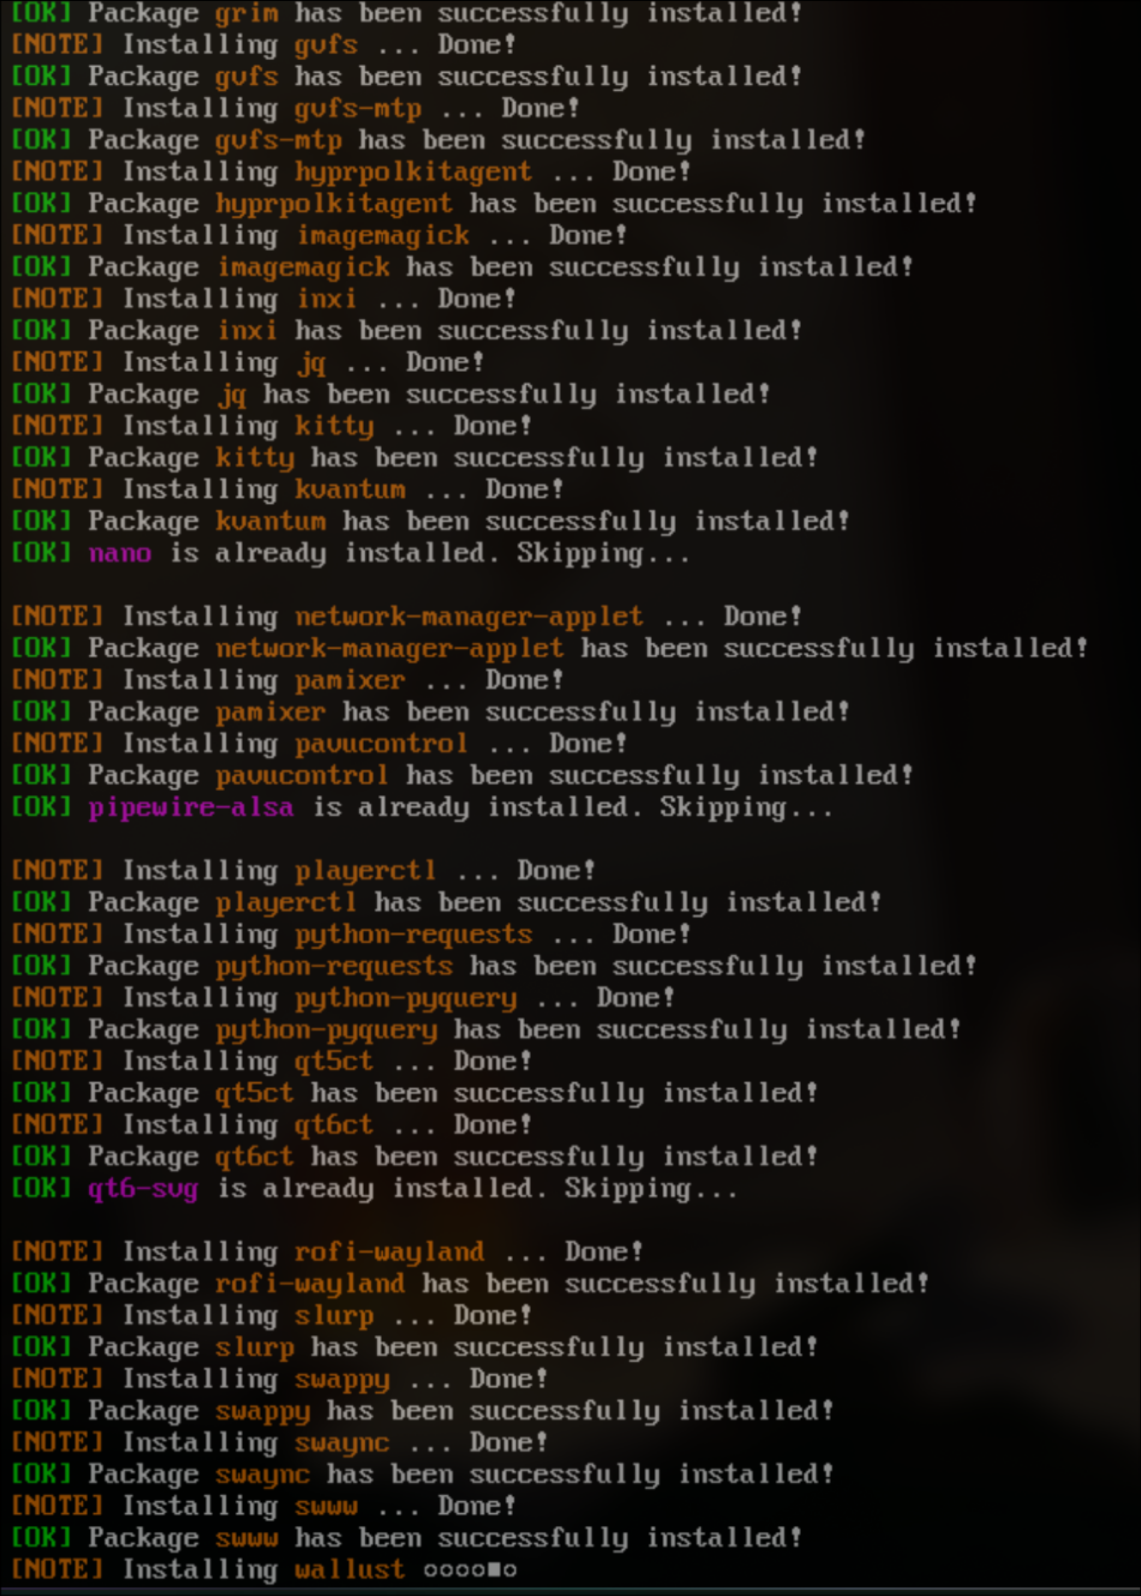 [OK] Package grim has been successfully installed!
[NOTE] Installing gvfs ... Done!
[OK] Package gvfs has been successfully installed!
[NOTE] Installing gvfs-mtp ... Done!
[OK] Package gvfs-mtp has been successfully installed!
[NOTE] Installing hyprpolkitagent ... Done!
[OK] Package hyprpolkitagent has been successfully installed!
[NOTE] Installing imagemagick ... Done!
[OK] Package imagemagick has been successfully installed!
[NOTE] Installing inxi ... Done!
[OK] Package inxi has been successfully installed!
[NOTE] Installing jq ... Done!
[OK] Package jq has been successfully installed!
[NOTE] Installing kitty ... Done!
[OK] Package kitty has been successfully installed!
[NOTE] Installing kvantum ... Done!
[OK] Package kvantum has been successfully installed!
[OK] nano is already installed. Skipping...
[NOTE] Installing network-manager-applet ... Done!
[OK] Package network-manager-applet has been successfully installed!
[NOTE] Installing pamixer ... Done!
[OK] Package pamixer has been successfully installed!
[NOTE] Installing pavucontrol ... Done!
[OK] Package pavucontrol has been successfully installed!
[OK] pipewire-alsa is already installed. Skipping...
[NOTE] Installing playerctl ... Done!
[OK] Package playerctl has been successfully installed!
[NOTE] Installing python-requests ... Done!
[OK] Package python-requests has been successfully installed!
[NOTE] Installing python-pyquery ... Done!
[OK] Package python-pyquery has been successfully installed!
[NOTE] Installing qt5ct ... Done!
[OK] Package qt5ct has been successfully installed!
[NOTE] Installing qt6ct ... Done!
[OK] Package qt6ct has been successfully installed!
[OK] qt6-svg is already installed. Skipping...
[NOTE] Installing rofi-wayland ... Done!
[OK] Package rofi-wayland has been successfully installed!
[NOTE] Installing slurp ... Done!
[OK] Package slurp has been successfully installed!
[NOTE] Installing swappy ... Done!
[OK] Package swappy has been successfully installed!
[NOTE] Installing swaync ... Done!
[OK] Package swaync has been successfully installed!
[NOTE] Installing swww ... Done!
[OK] Package swww has been successfully installed!
[NOTE] Installing wallust ○○○○■○